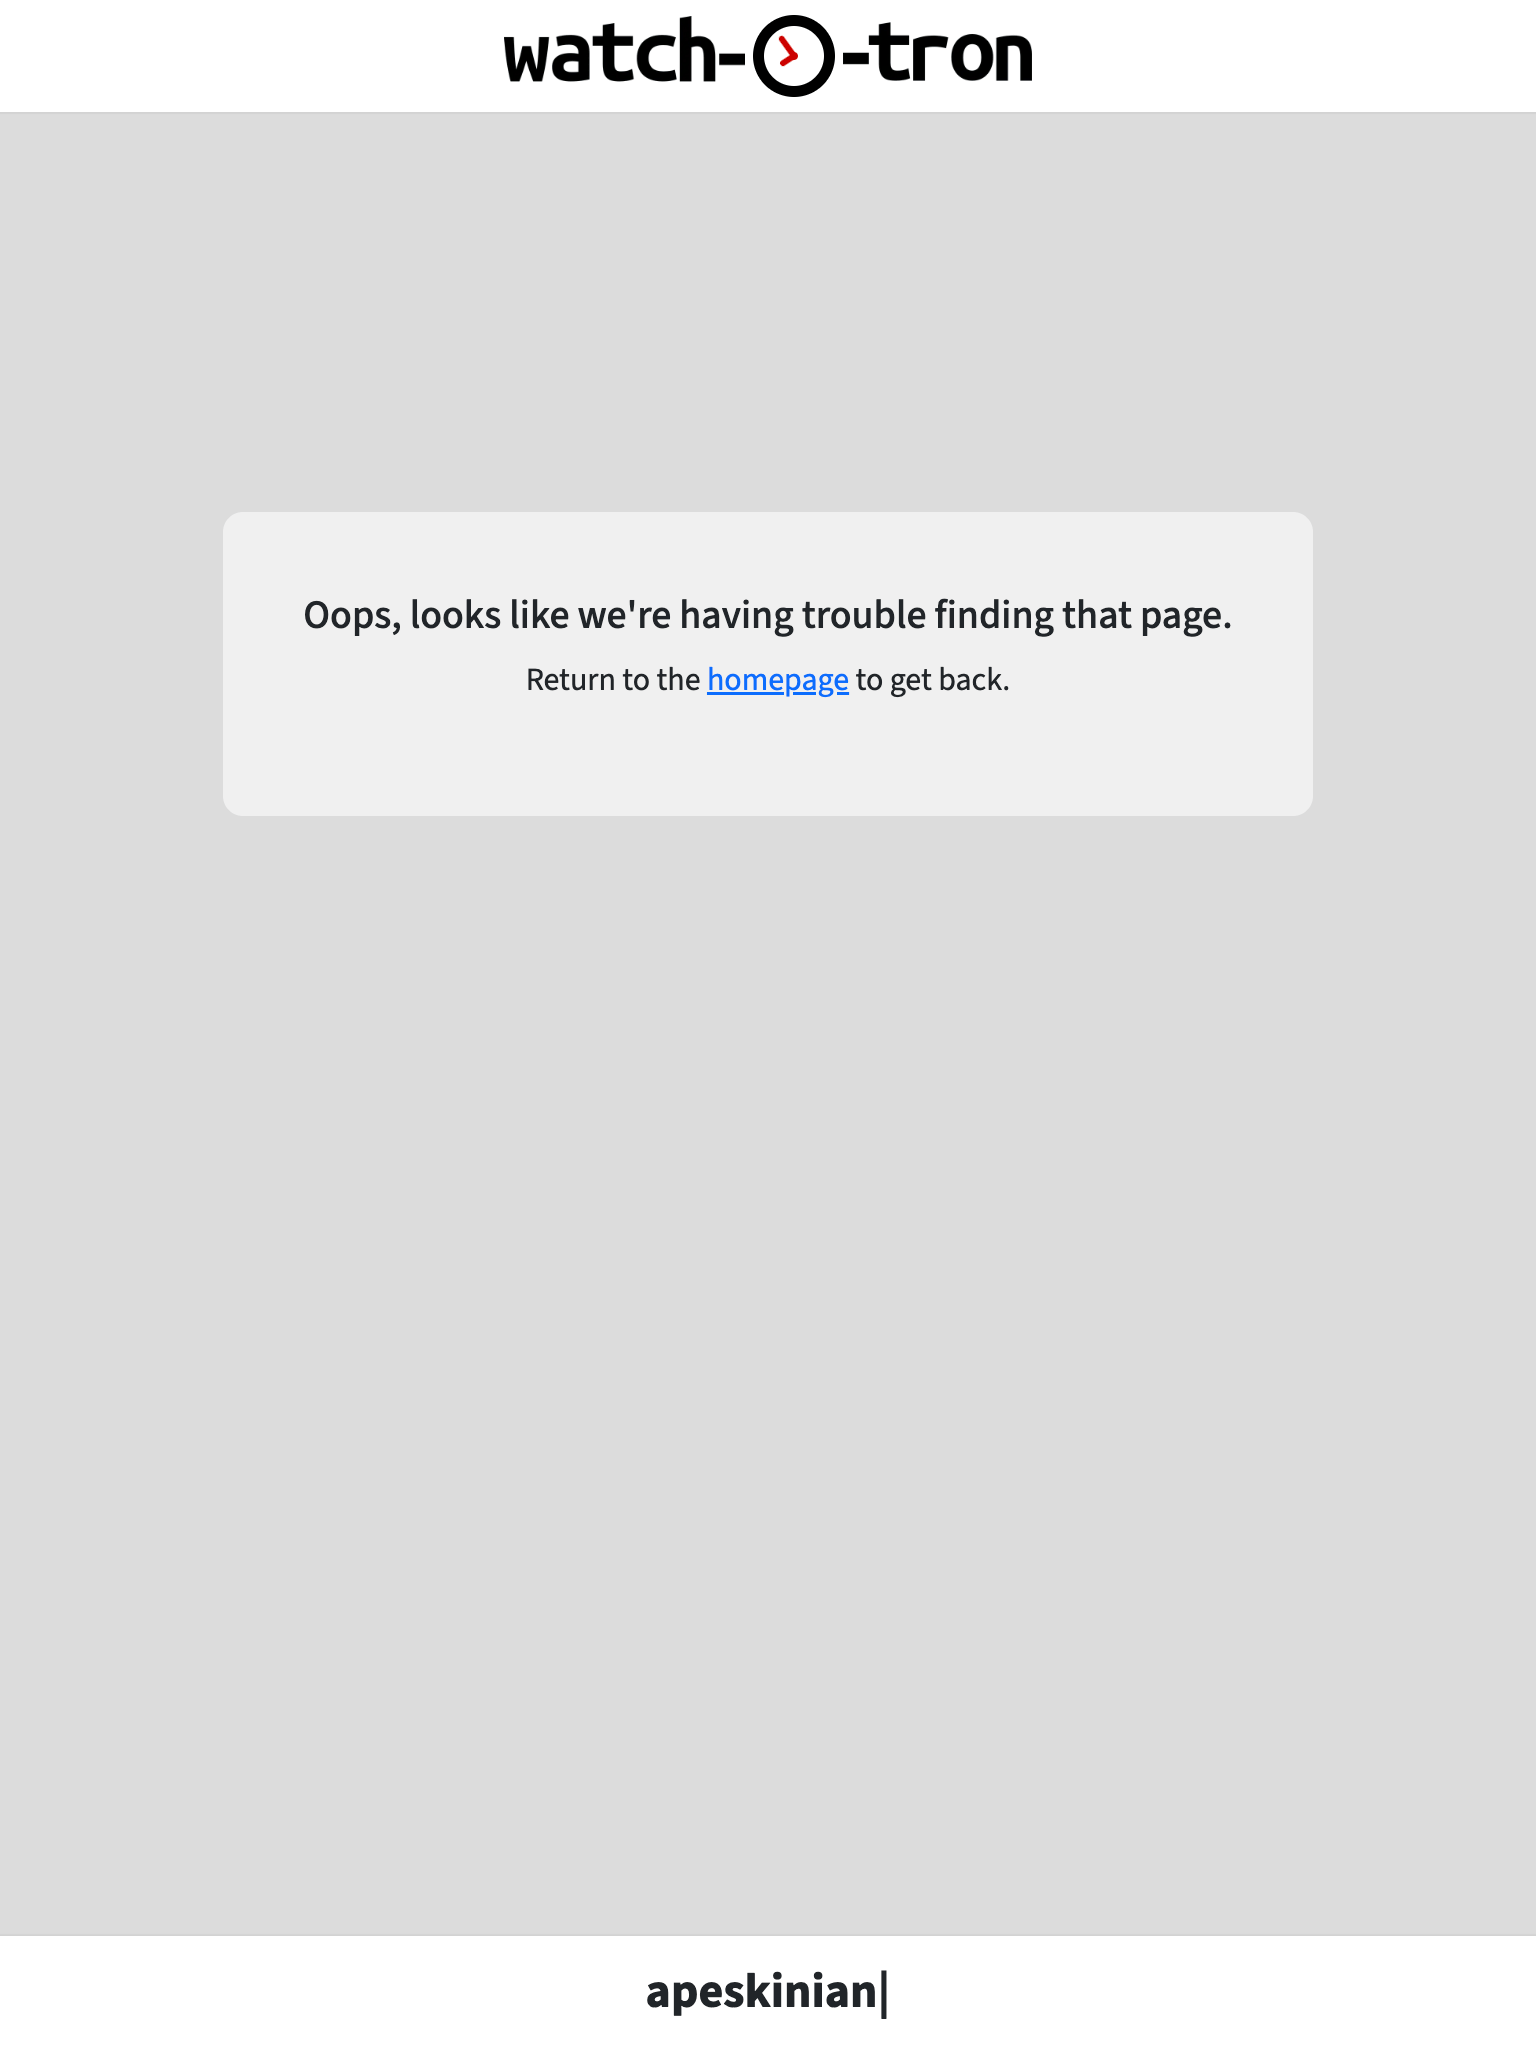 watch-O-tron
Oops, looks like we're having trouble finding that page.
Return to the homepage to get back.
apeskinian|